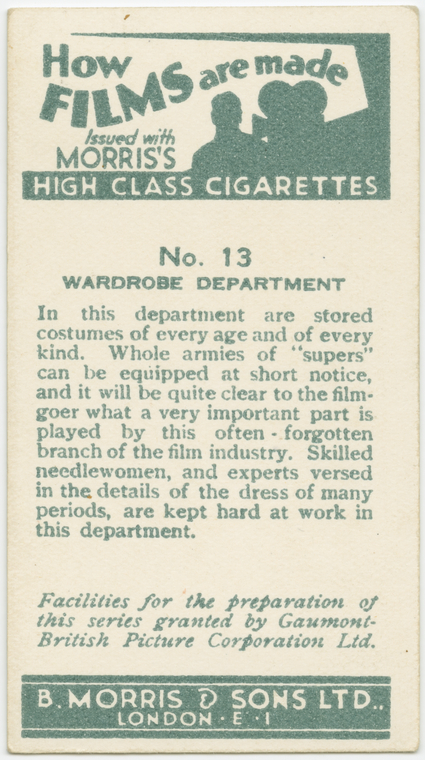 How
FILMS are made
Issued with
MORRIS'S
HIGH CLASS CIGARETTES
No. 13
WARDROBE DEPARTMENT
In this department are stored
costumes of every age and of every
kind. Whole armies of "supers"
can be equipped at short notice,
and it will be quite clear to the film-
goer what a very important part is
played by this often-forgotten
branch of the film industry. Skilled
needlewomen, and experts versed
in the details of the dress of many
periods, are kept hard at work in
this department.
Facilities for the preparation of
this series granted by Gaumont-
British Picture Corporation Ltd.
B. MORRIS & SONS LTD.,
LONDON · E · 1